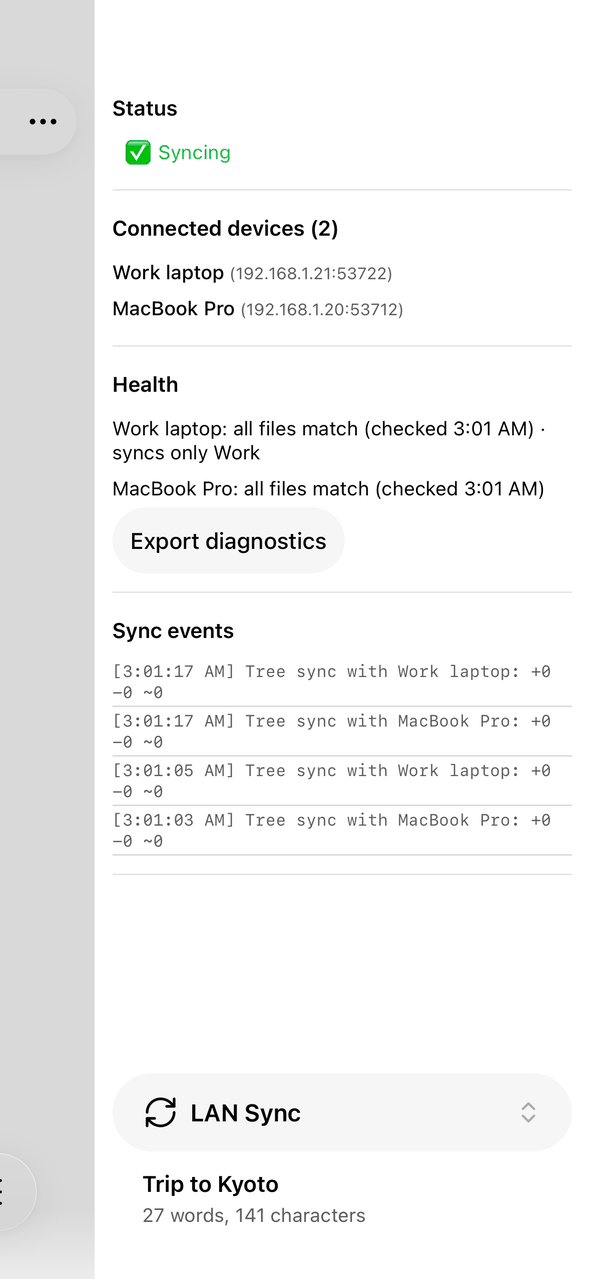 Status
✅ Syncing
Connected devices (2)
Work laptop (192.168.1.21:53722)
MacBook Pro (192.168.1.20:53712)
Health
Work laptop: all files match (checked 3:01 AM) ·
syncs only Work
MacBook Pro: all files match (checked 3:01 AM)
Export diagnostics
Sync events
[3:01:17 AM] Tree sync with Work laptop: +0
−0 ~0
[3:01:17 AM] Tree sync with MacBook Pro: +0
−0 ~0
[3:01:05 AM] Tree sync with Work laptop: +0
−0 ~0
[3:01:03 AM] Tree sync with MacBook Pro: +0
−0 ~0
LAN Sync
Trip to Kyoto
27 words, 141 characters